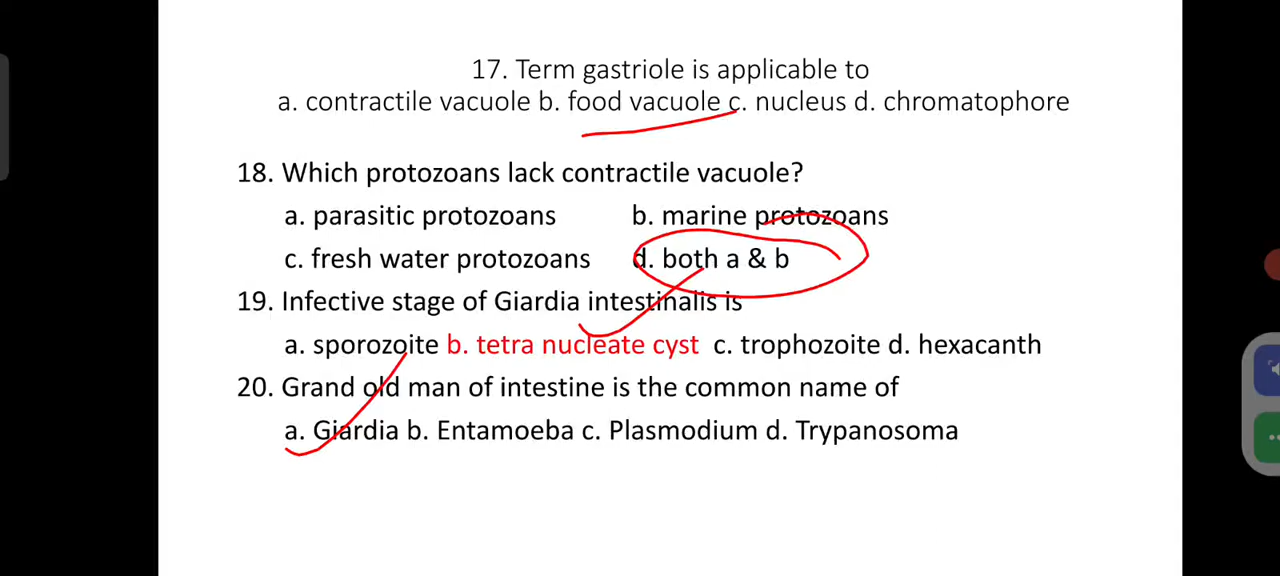 17. Term gastriole is applicable to
a. contractile vacuole b. food vacuole c. nucleus d. chromatophore
18. Which protozoans lack contractile vacuole?
a. parasitic protozoans b. marine protozoans
c. fresh water protozoans d. both a & b
19. Infective stage of Giardia intestinalis is
a. sporozoite b. tetra nucleate cyst c. trophozoite d. hexacanth
20. Grand old man of intestine is the common name of
a. Giardia b. Entamoeba c. Plasmodium d. Trypanosoma